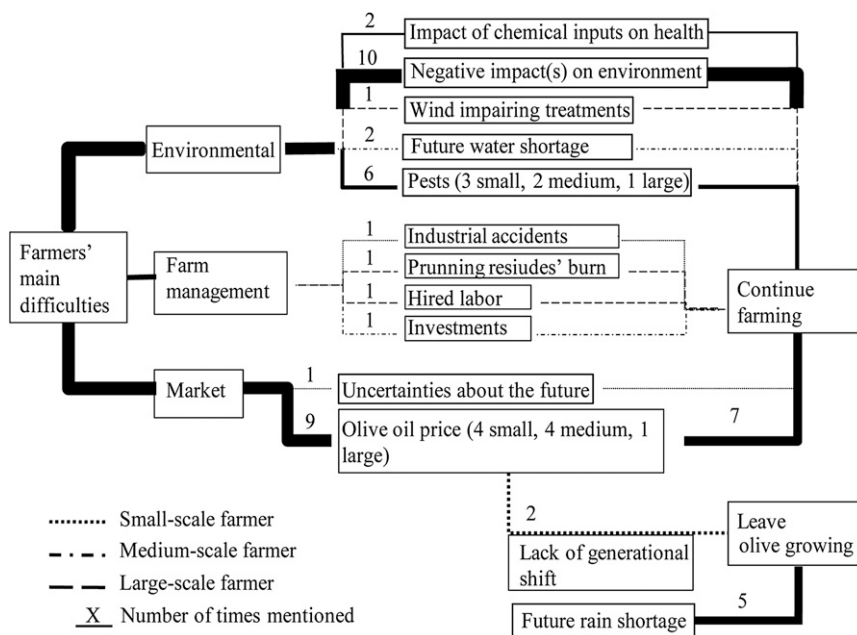 2
Impact of chemical inputs on health
10
Negative impact(s) on environment
1
Wind impairing treatments
Environmental
2
Future water shortage
6
Pests (3 small, 2 medium, 1 large)
Farmers'
main
difficulties
Farm
management
1
Industrial accidents
1
Prunning resiudes' burn
1
Hired labor
1
Investments
Continue
farming
Market
1
Uncertainties about the future
9
Olive oil price (4 small, 4 medium, 1
large)
7
Small-scale farmer
Medium-scale farmer
Large-scale farmer
X Number of times mentioned
2
Lack of generational
shift
Leave
olive growing
Future rain shortage
5